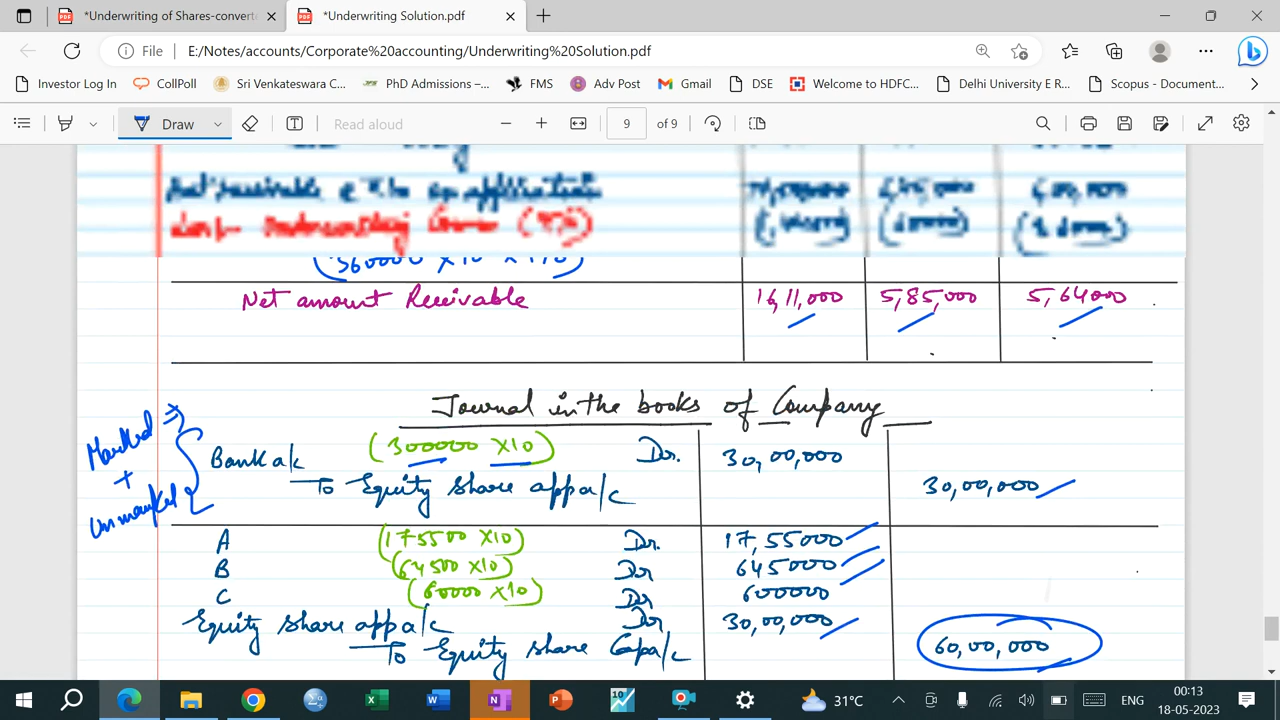 *Underwriting of Shares-convert
*Underwriting Solution.pdf
File
E:/Notes/accounts/Corporate%20accounting/Underwriting%20Solution.pdf
Investor Log In
CollPoll
Sri Venkateswara C...
PhD Admissions –...
FMS
Adv Post
Gmail
DSE
Welcome to HDFC...
Delhi University E R...
Scopus - Document...
Draw
Read aloud
9
of 9
Net amount Receivable 16,11,000 5,85,000 5,64000
Journal in the books of Company
Marked + unmarked
(300000 X10)
Bank a/c Dr. 30,00,000
To Equity share app a/c 30,00,000
A (175500 X10) Dr. 17,55000
B (64500 X10) Dr 645000
C (60000 X10) Dr 600000
Equity share app a/c Dr 30,00,000
To Equity share Cap a/c 60,00,000
10
31°C
ENG
00:13
18-05-2023